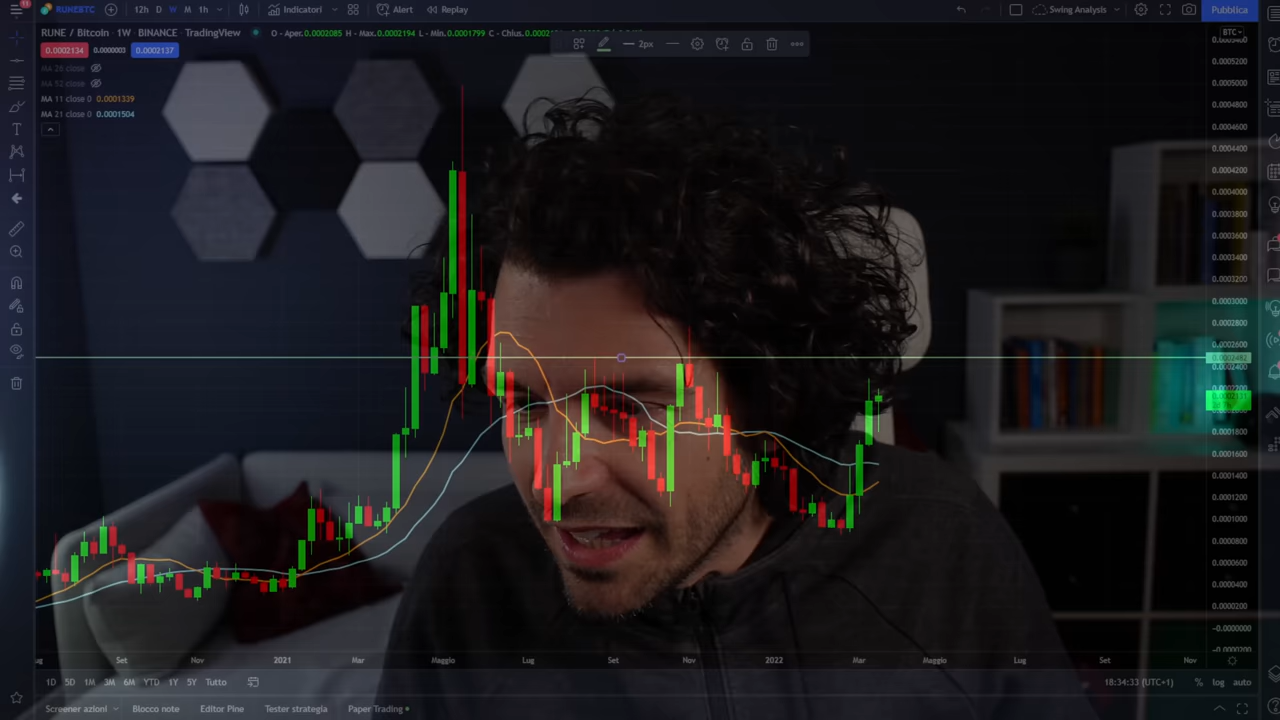 11
RUNEBTC
12h D W M 1h
Indicatori
Alert
Replay
Swing Analysis
Pubblica
RUNE / Bitcoin · 1W · BINANCE · TradingView
O - Aper.0.0002085 H - Max.0.0002194 L - Min.0.0001799 C - Chius.
BTC
0.0002134 0.0000003 0.0002137
2px
MA 52 close
MA 11 close 0 0.0001339
MA 21 close 0 0.0001504
0.0005200
0.0005000
0.0004800
0.0004600
0.0004400
0.0004200
0.0004000
0.0003800
0.0003600
0.0003400
0.0003200
0.0003000
0.0002800
0.0002600
0.0002482
0.0002400
0.0002200
0.0001800
0.0001600
0.0001400
0.0001200
0.0001000
0.0000800
0.0000600
0.0000400
0.0000200
−0.0000000
−0.0000200
Set Nov 2021 Mar Maggio Lug Set Nov 2022 Mar Maggio Lug Set Nov
1D 5D 1M 3M 6M YTD 1Y 5Y Tutto
18:34:33 (UTC+1) % log auto
Screener azioni Blocco note Editor Pine Tester strategia Paper Trading